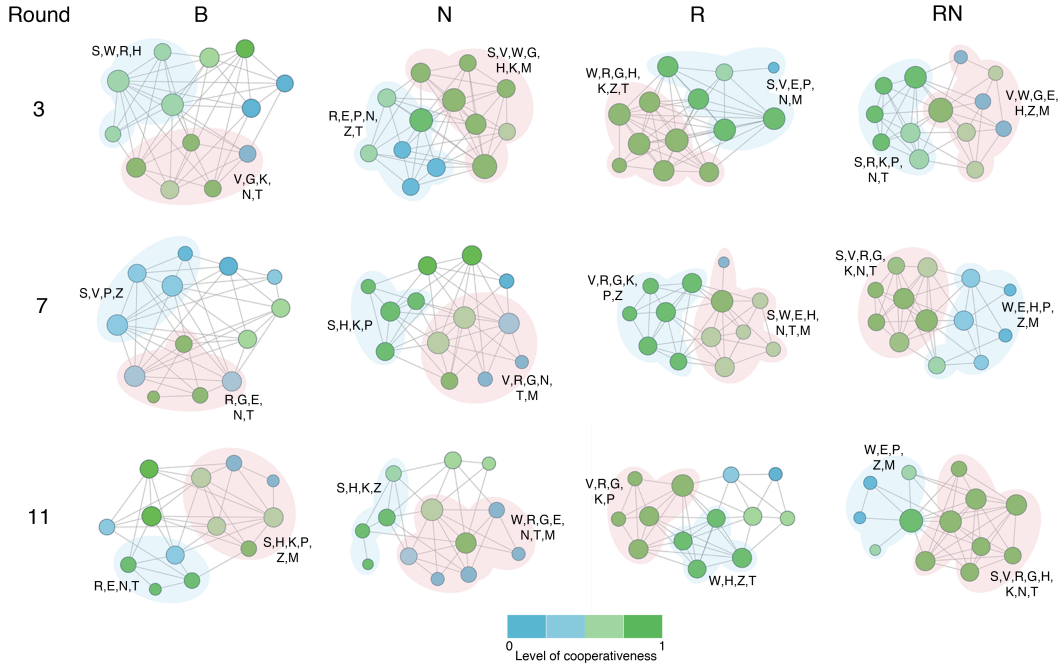 Round B N R RN
3
S,W,R,H
V,G,K,
N,T
S,V,W,G,
H,K,M
R,E,P,N,
Z,T
W,R,G,H,
K,Z,T
S,V,E,P,
N,M
V,W,G,E,
H,Z,M
S,R,K,P,
N,T
7
S,V,P,Z
R,G,E,
N,T
S,H,K,P
V,R,G,N,
T,M
V,R,G,K,
P,Z
S,W,E,H,
N,T,M
S,V,R,G,
K,N,T
W,E,H,P,
Z,M
11
R,E,N,T
S,H,K,P,
Z,M
S,H,K,Z
W,R,G,E,
N,T,M
V,R,G,
K,P
W,H,Z,T
W,E,P,
Z,M
S,V,R,G,H,
K,N,T
0 1
Level of cooperativeness